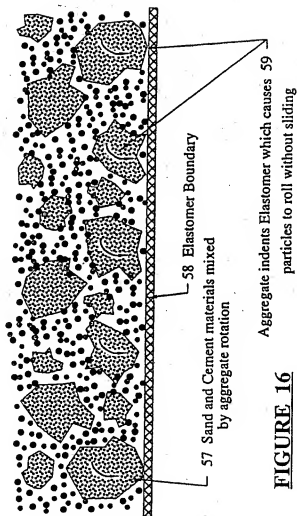 57 Sand and Cement materials mixed
by aggregate rotation
58 Elastomer Boundary
Aggregate indents Elastomer which causes 59
particles to roll without sliding
FIGURE 16